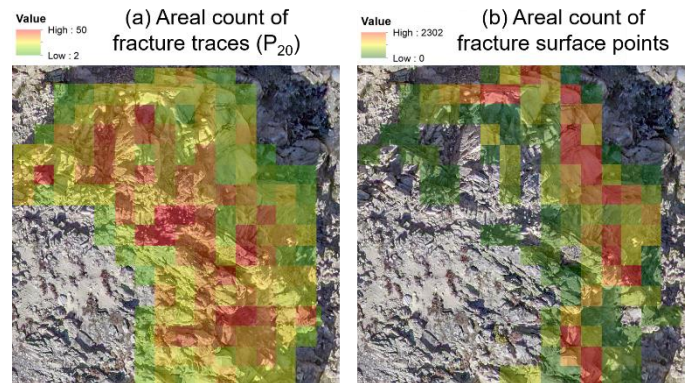 Value
High : 50
Low : 2
(a) Areal count of
fracture traces (P20)
Value
High : 2302
Low : 0
(b) Areal count of
fracture surface points